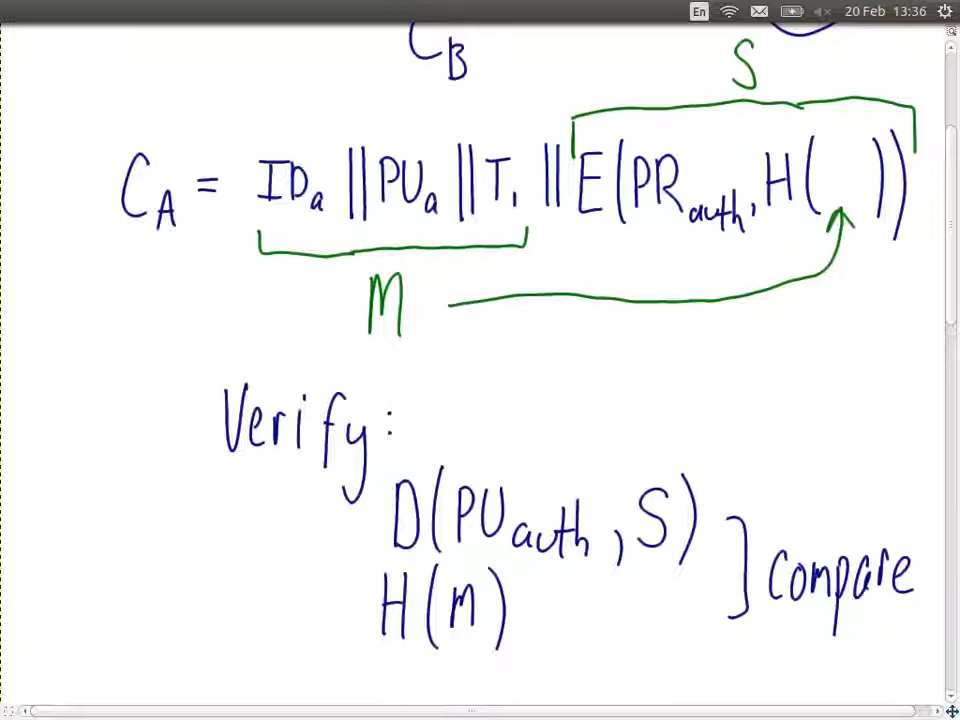 En 20 Feb 13:36
C_B
S
C_A = ID_a || PU_a || T_1 || E(PR_auth, H( ))
M
Verify:
D(PU_auth, S)
H(M)
] compare